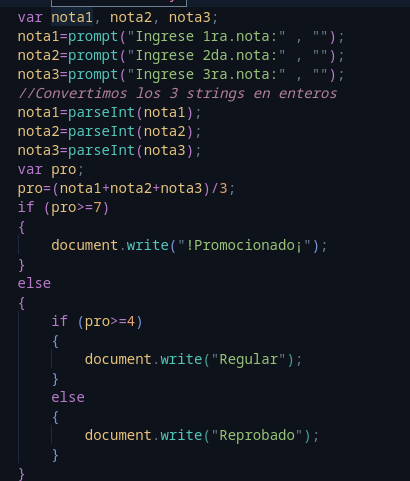 var nota1, nota2, nota3;
nota1=prompt("Ingrese 1ra.nota:" , "");
nota2=prompt("Ingrese 2da.nota:" , "");
nota3=prompt("Ingrese 3ra.nota:" , "");
//Convertimos los 3 strings en enteros
nota1=parseInt(nota1);
nota2=parseInt(nota2);
nota3=parseInt(nota3);
var pro;
pro=(nota1+nota2+nota3)/3;
if (pro>=7)
{
    document.write("!Promocionado¡");
}
else
{
    if (pro>=4)
    {
        document.write("Regular");
    }
    else
    {
        document.write("Reprobado");
    }
}